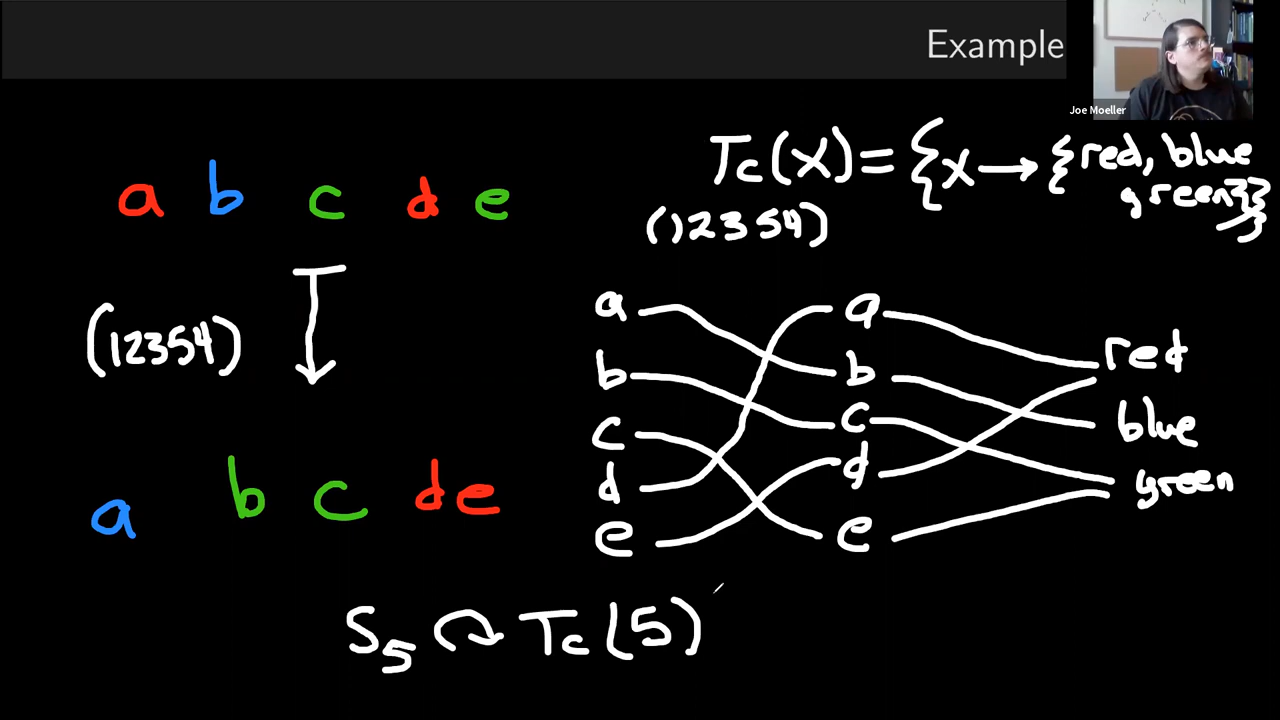 Example
Joe Moeller
Tc(X) = {X → {red, blue
green}}
(12354)
a b c d e
(12354)
a b c d e
a a
b b red
c c blue
d d green
e e
S₅ ↷ Tc(5)